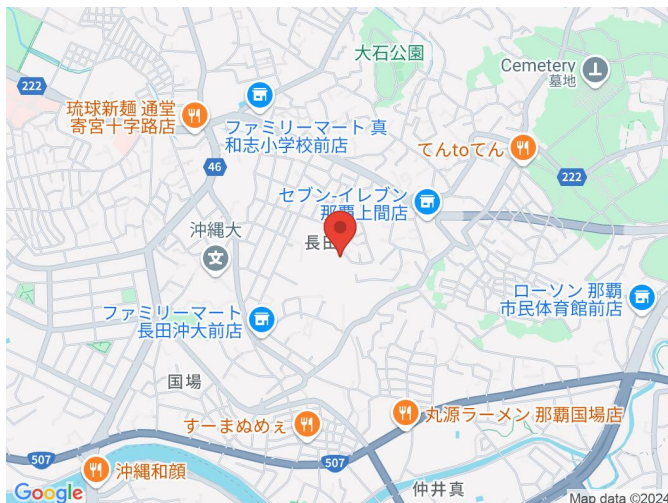 大石公園
Cemetery
墓地
222
琉球新麺 通堂
寄宮十字路店
ファミリーマート 真
和志小学校前店
てんtoてん
46
222
セブン-イレブン
那覇上間店
沖縄大
長田
ローソン 那覇
市民体育館前店
ファミリーマート
長田沖大前店
国場
すーまぬめぇ
丸源ラーメン 那覇国場店
507
沖縄和顔
507
仲井真
Google
Map data ©2024